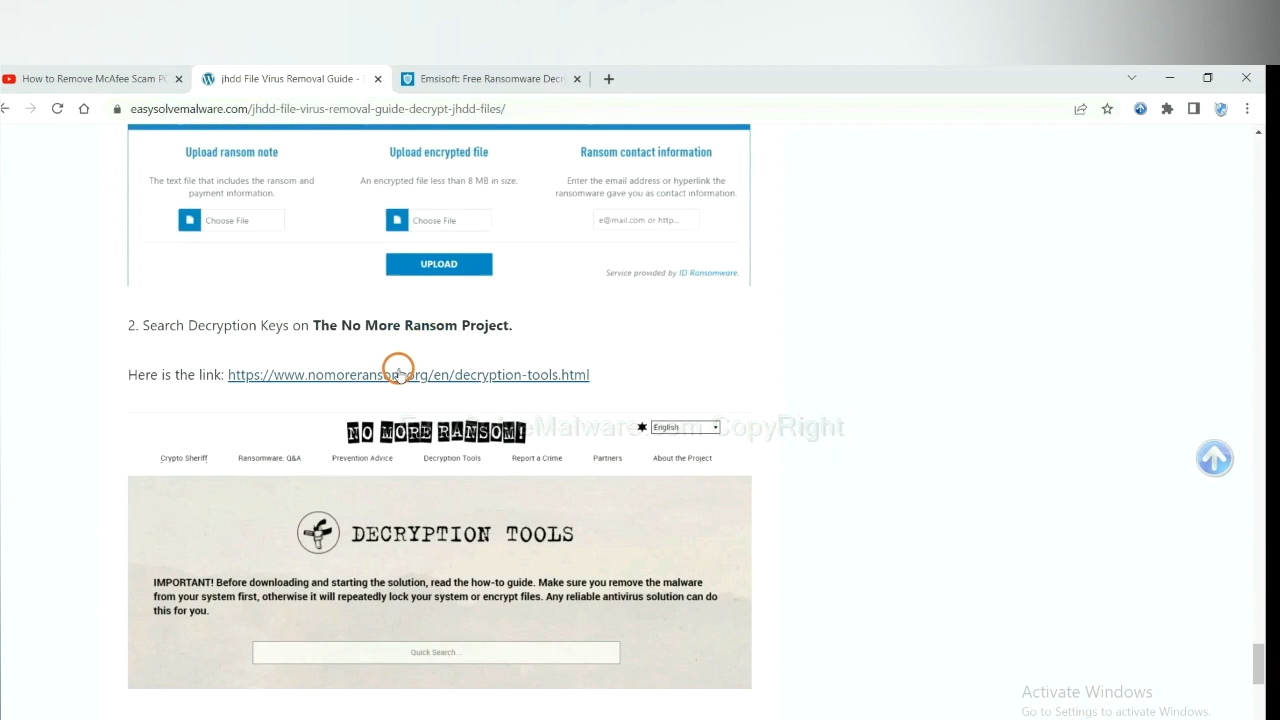 How to Remove McAfee Scam P
jhdd File Virus Removal Guide -
Emsisoft: Free Ransomware Decr
easysolvemalware.com/jhdd-file-virus-removal-guide-decrypt-jhdd-files/
Upload ransom note
Upload encrypted file
Ransom contact information
The text file that includes the ransom and
payment information.
An encrypted file less than 8 MB in size.
Enter the email address or hyperlink the
ransomware gave you as contact information.
Choose File
Choose File
e@mail.com or http...
UPLOAD
Service provided by ID Ransomware.
2. Search Decryption Keys on The No More Ransom Project.
Here is the link: https://www.nomoreransom.org/en/decryption-tools.html
NO MORE RANSOM!
English
EasySolveMalware.com CopyRight
Crypto Sheriff
Ransomware: Q&A
Prevention Advice
Decryption Tools
Report a Crime
Partners
About the Project
DECRYPTION TOOLS
IMPORTANT! Before downloading and starting the solution, read the how-to guide. Make sure you remove the malware
from your system first, otherwise it will repeatedly lock your system or encrypt files. Any reliable antivirus solution can do
this for you.
Quick Search...
Activate Windows
Go to Settings to activate Windows.